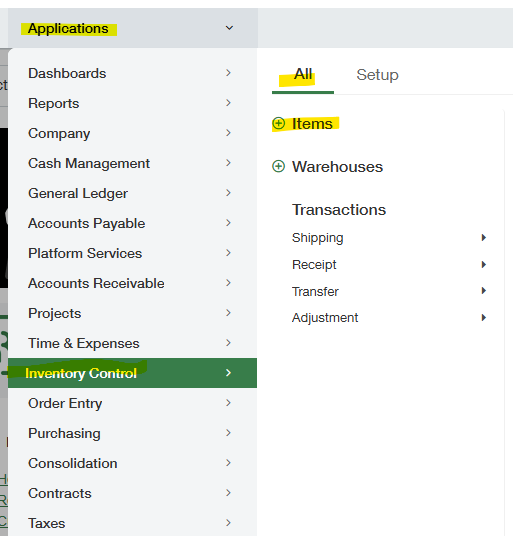 Applications
Dashboards
Reports
Company
Cash Management
General Ledger
Accounts Payable
Platform Services
Accounts Receivable
Projects
Time & Expenses
Inventory Control
Order Entry
Purchasing
Consolidation
Contracts
Taxes
All Setup
Items
Warehouses
Transactions
Shipping
Receipt
Transfer
Adjustment